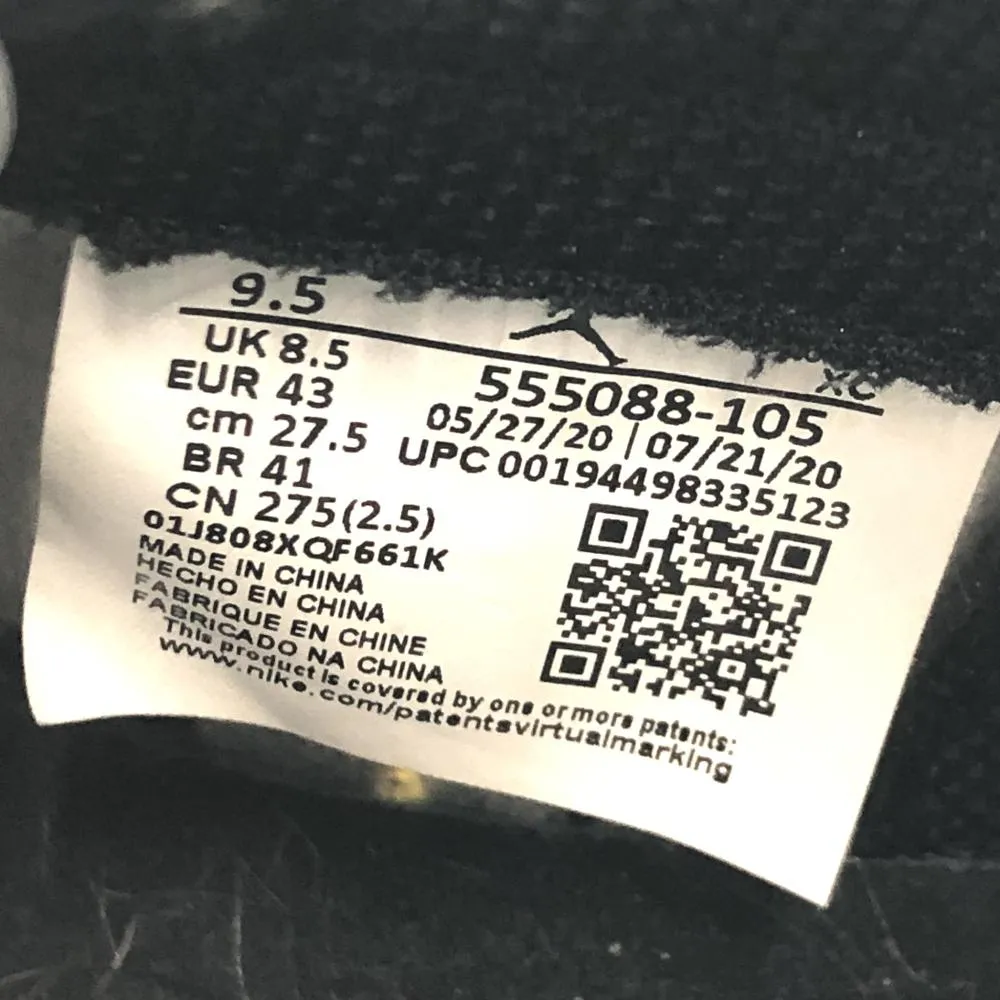 9.5
XC
UK 8.5
EUR 43
cm 27.5
BR 41
CN 275(2.5)
01J808XQF661K
MADE IN CHINA
HECHO EN CHINA
FABRIQUE EN CHINE
FABRICADO NA CHINA
This product is covered by one or more patents:
www.nike.com/patentsvirtualmarking
555088-105
05/27/20 | 07/21/20
UPC 00194498335123